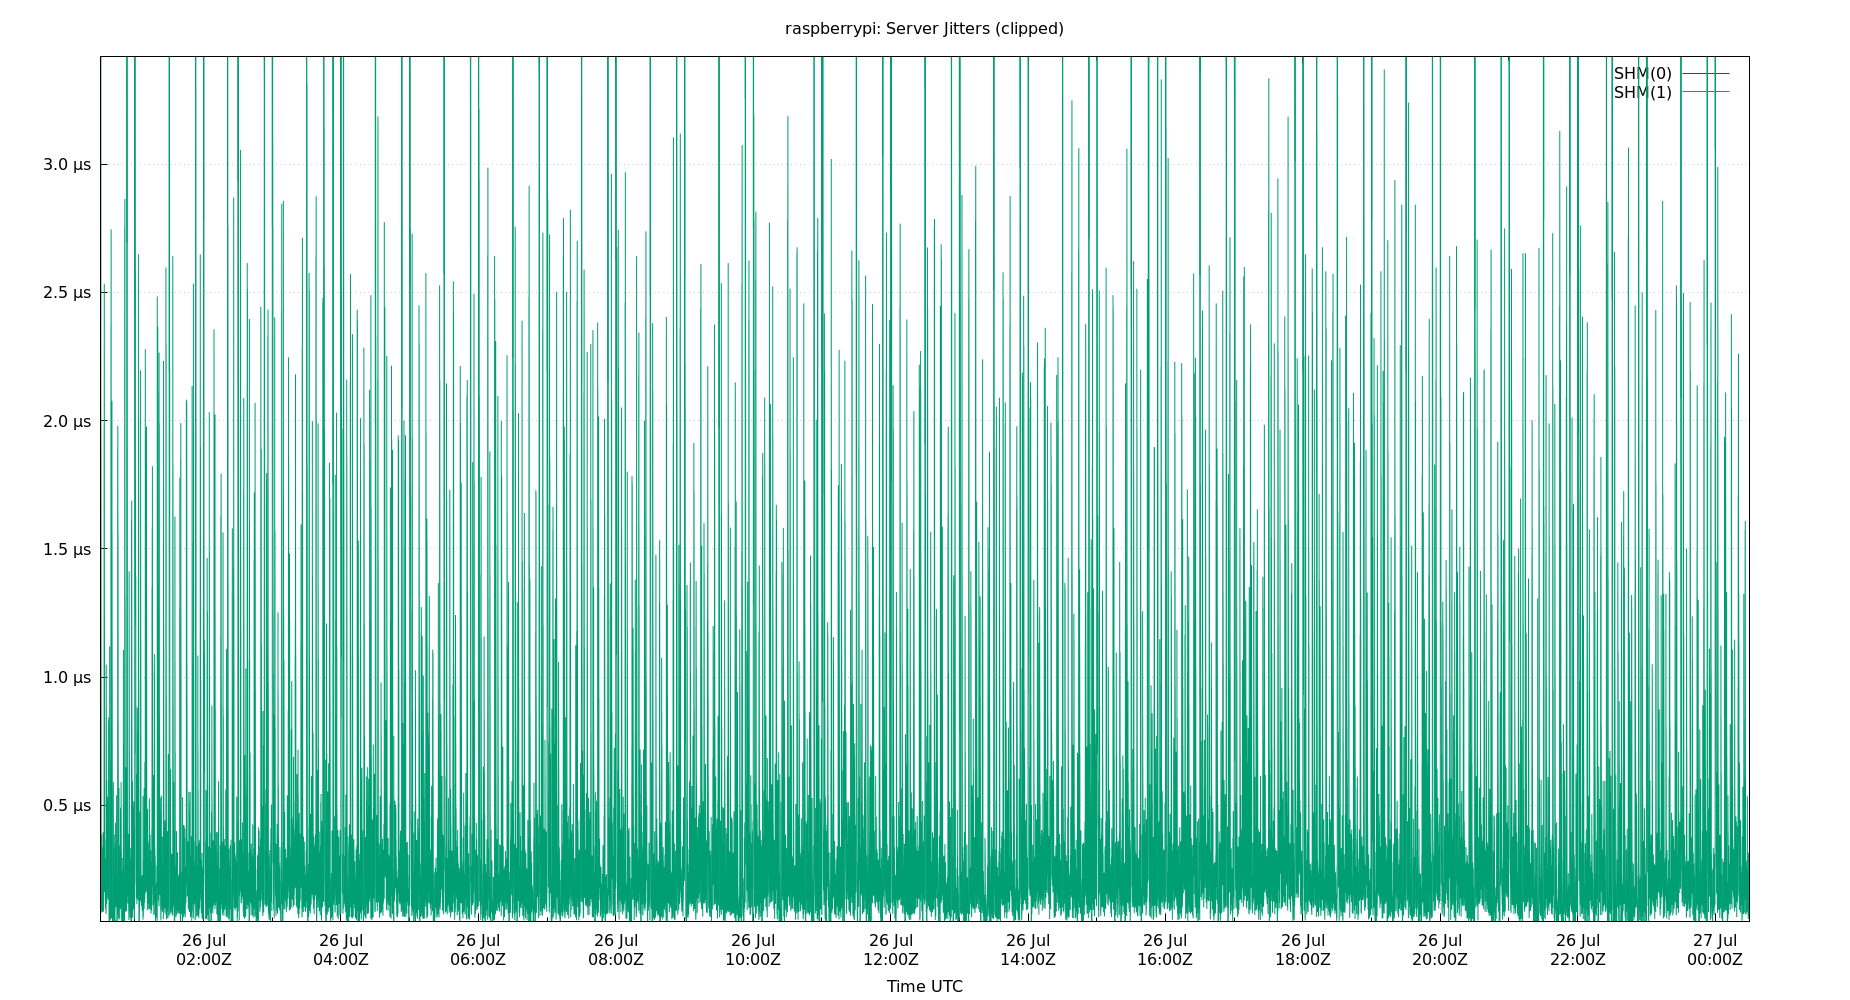 raspberrypi: Server Jitters (clipped)
SHM(0)
SHM(1)
3.0 µs
2.5 µs
2.0 µs
1.5 µs
1.0 µs
0.5 µs
26 Jul 26 Jul 26 Jul 26 Jul 26 Jul 26 Jul 26 Jul 26 Jul 26 Jul 26 Jul 26 Jul 27 Jul
02:00Z 04:00Z 06:00Z 08:00Z 10:00Z 12:00Z 14:00Z 16:00Z 18:00Z 20:00Z 22:00Z 00:00Z
Time UTC